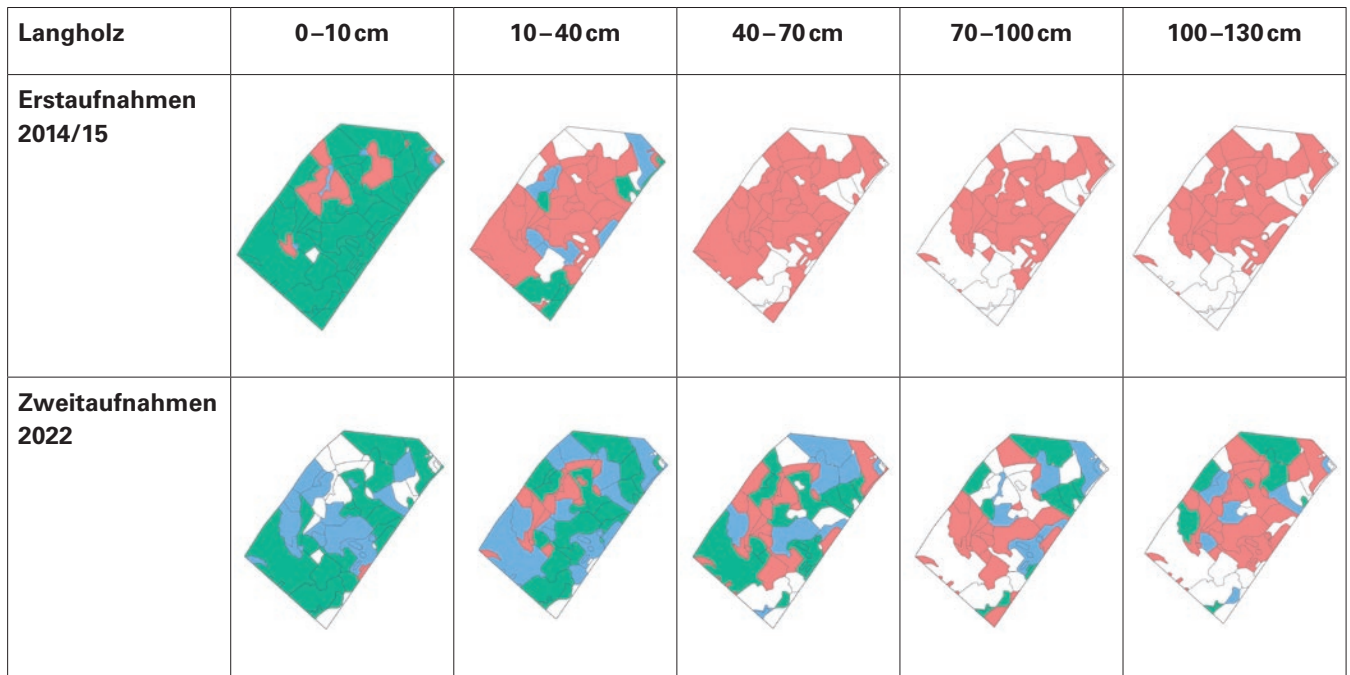 Langholz 0–10 cm 10–40 cm 40–70 cm 70–100 cm 100–130 cm
Erstaufnahmen
2014/15
Zweitaufnahmen
2022